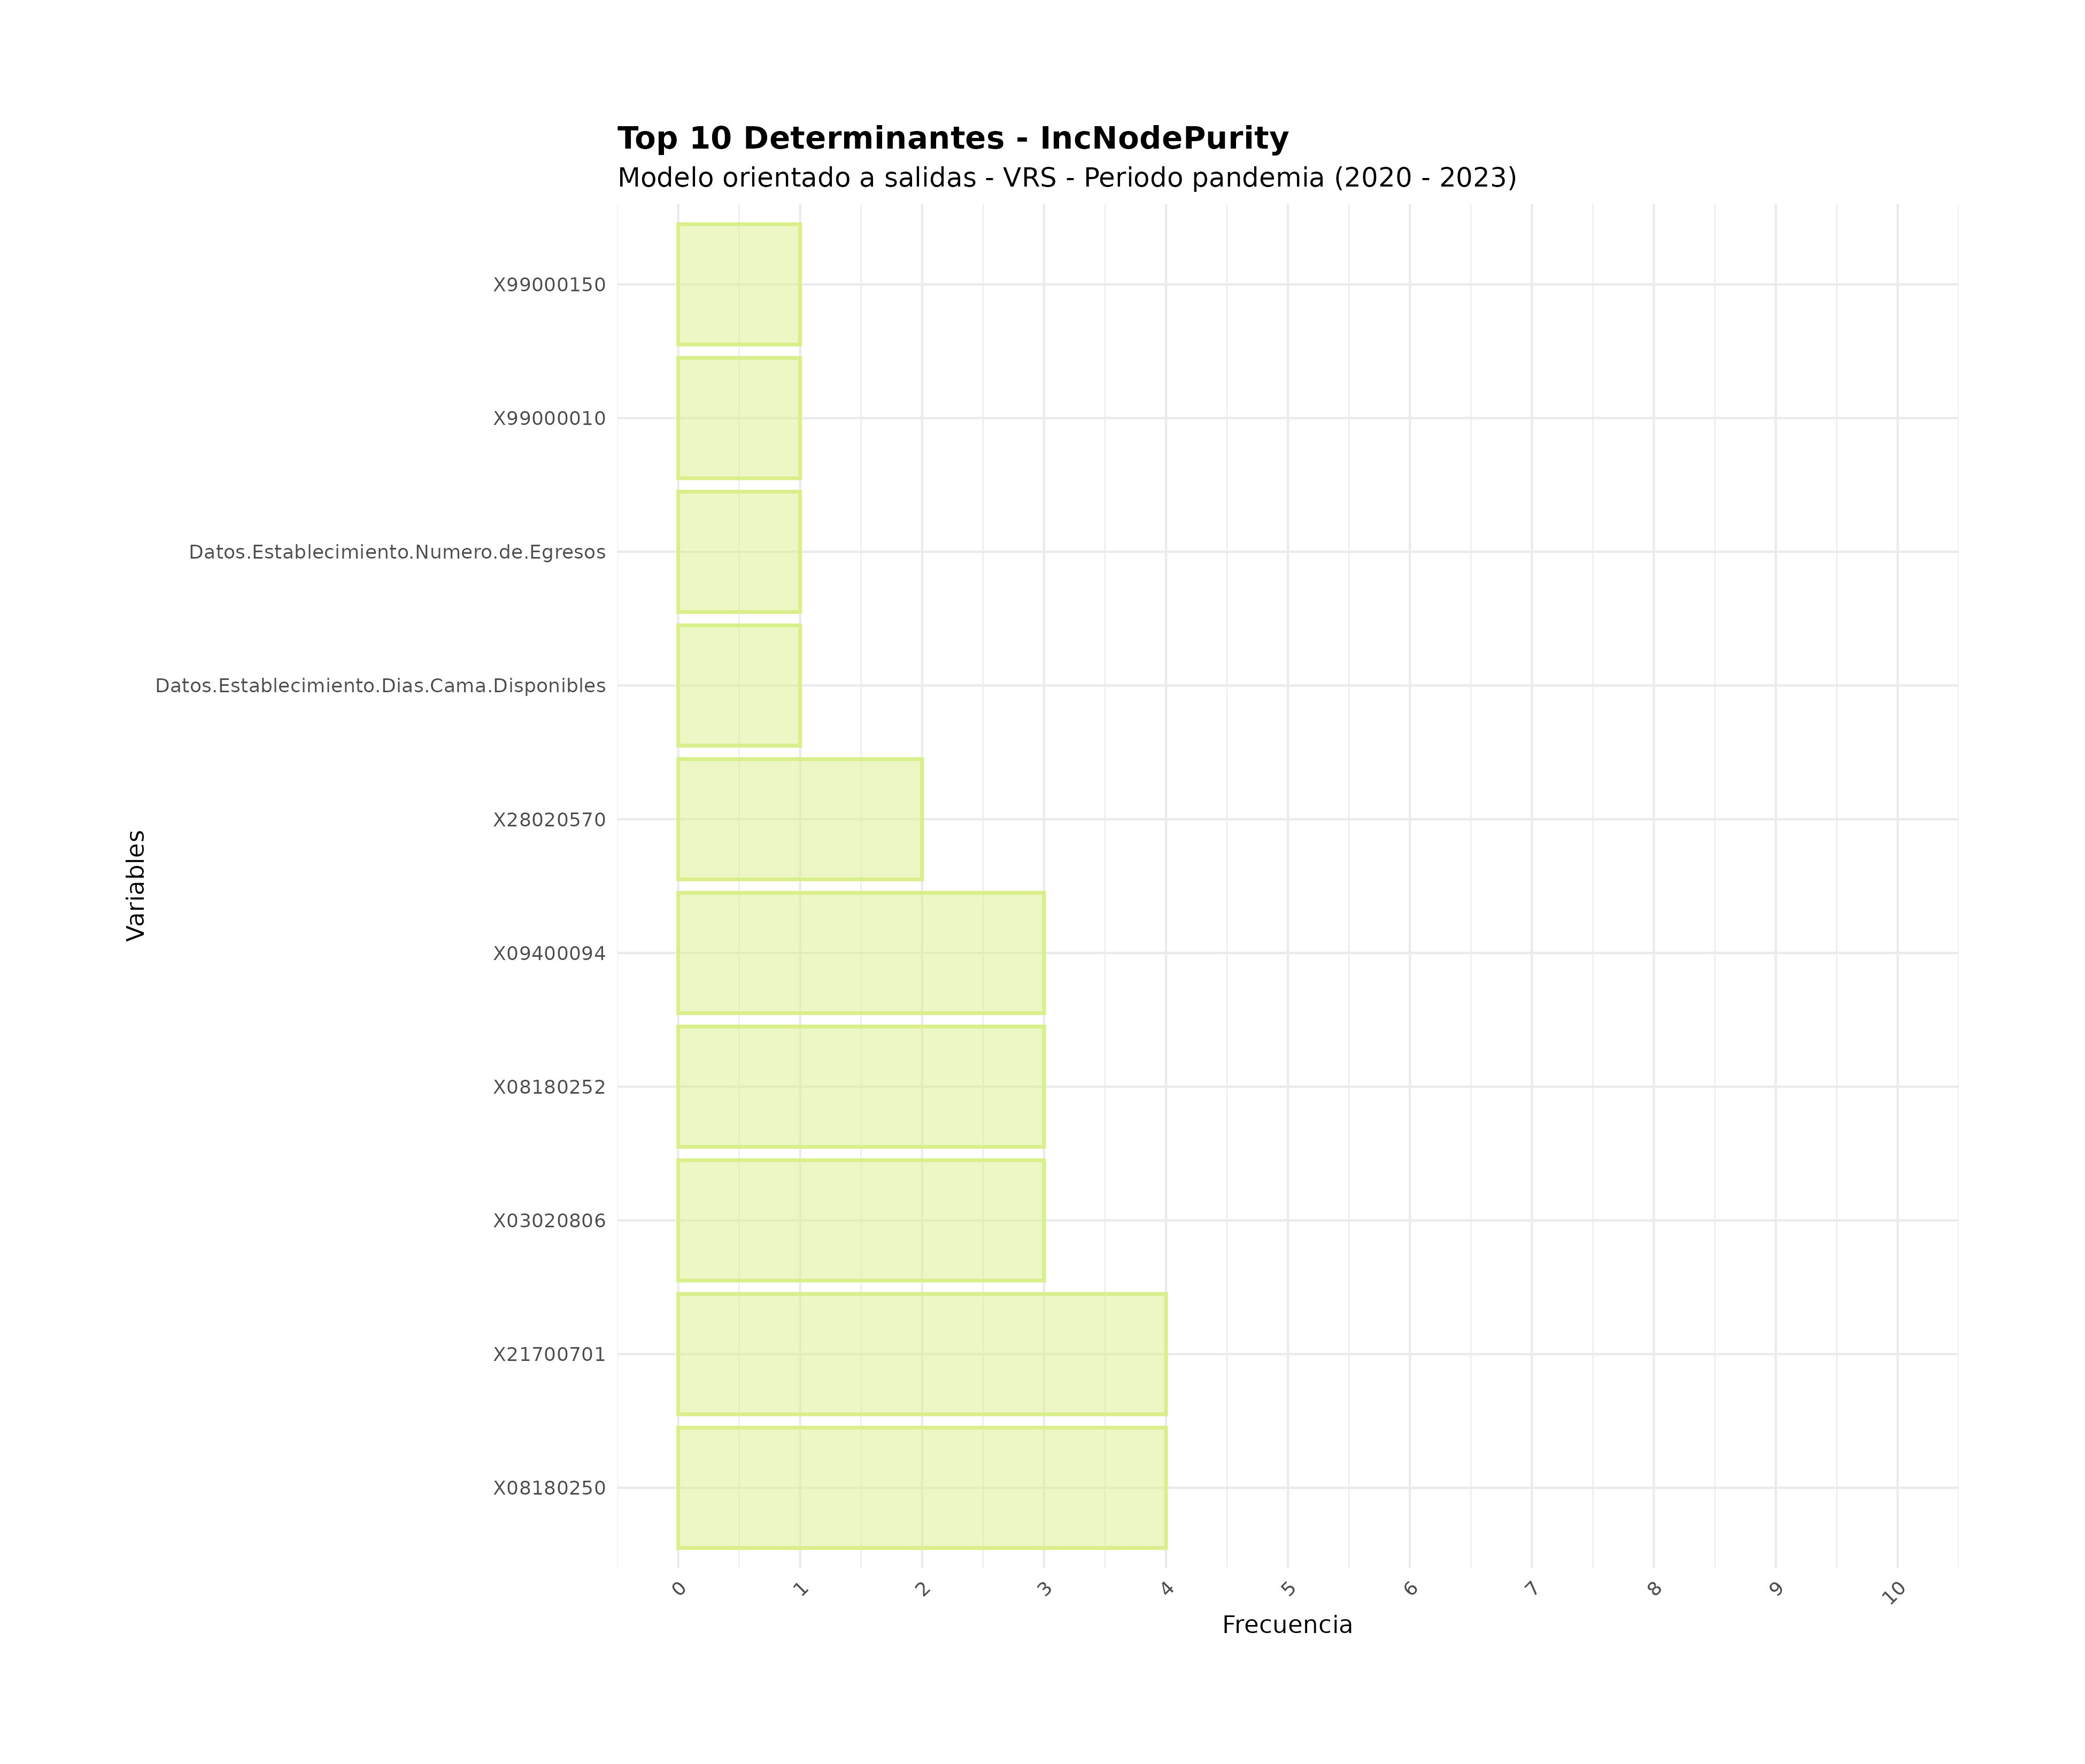 Top 10 Determinantes - IncNodePurity
Modelo orientado a salidas - VRS - Periodo pandemia (2020 - 2023)
X99000150
X99000010
Datos.Establecimiento.Numero.de.Egresos
Datos.Establecimiento.Dias.Cama.Disponibles
X28020570
X09400094
X08180252
X03020806
X21700701
X08180250
Variables
0 1 2 3 4 5 6 7 8 9 10
Frecuencia